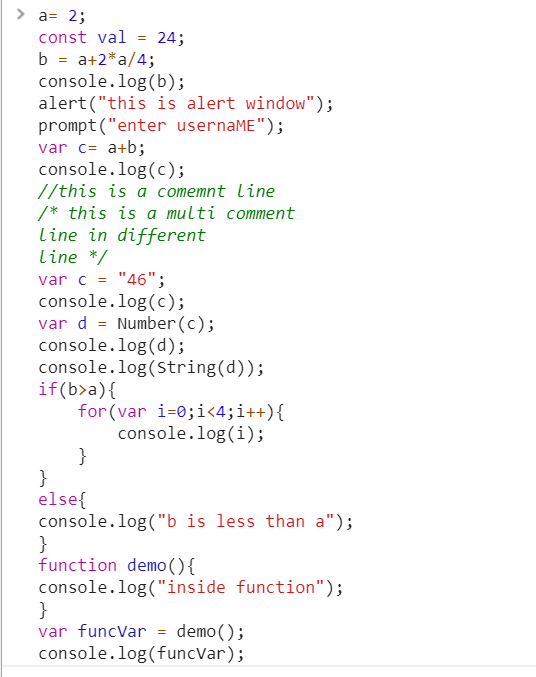 > a= 2;
const val = 24;
b = a+2*a/4;
console.log(b);
alert("this is alert window");
prompt("enter usernaME");
var c= a+b;
console.log(c);
//this is a comemnt line
/* this is a multi comment
line in different
line */
var c = "46";
console.log(c);
var d = Number(c);
console.log(d);
console.log(String(d));
if(b>a){
    for(var i=0;i<4;i++){
        console.log(i);
    }
}
else{
console.log("b is less than a");
}
function demo(){
console.log("inside function");
}
var funcVar = demo();
console.log(funcVar);